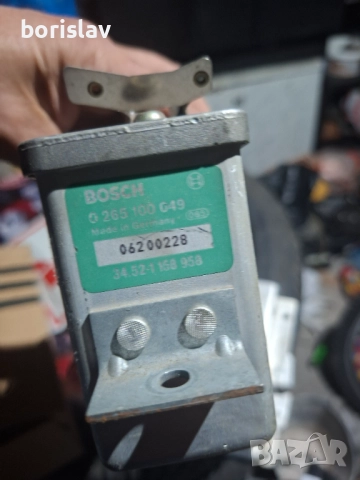 borislav
BOSCH
0 265 100 049
Made in Germany
06200228
34.52-1 158 958
BAZAR